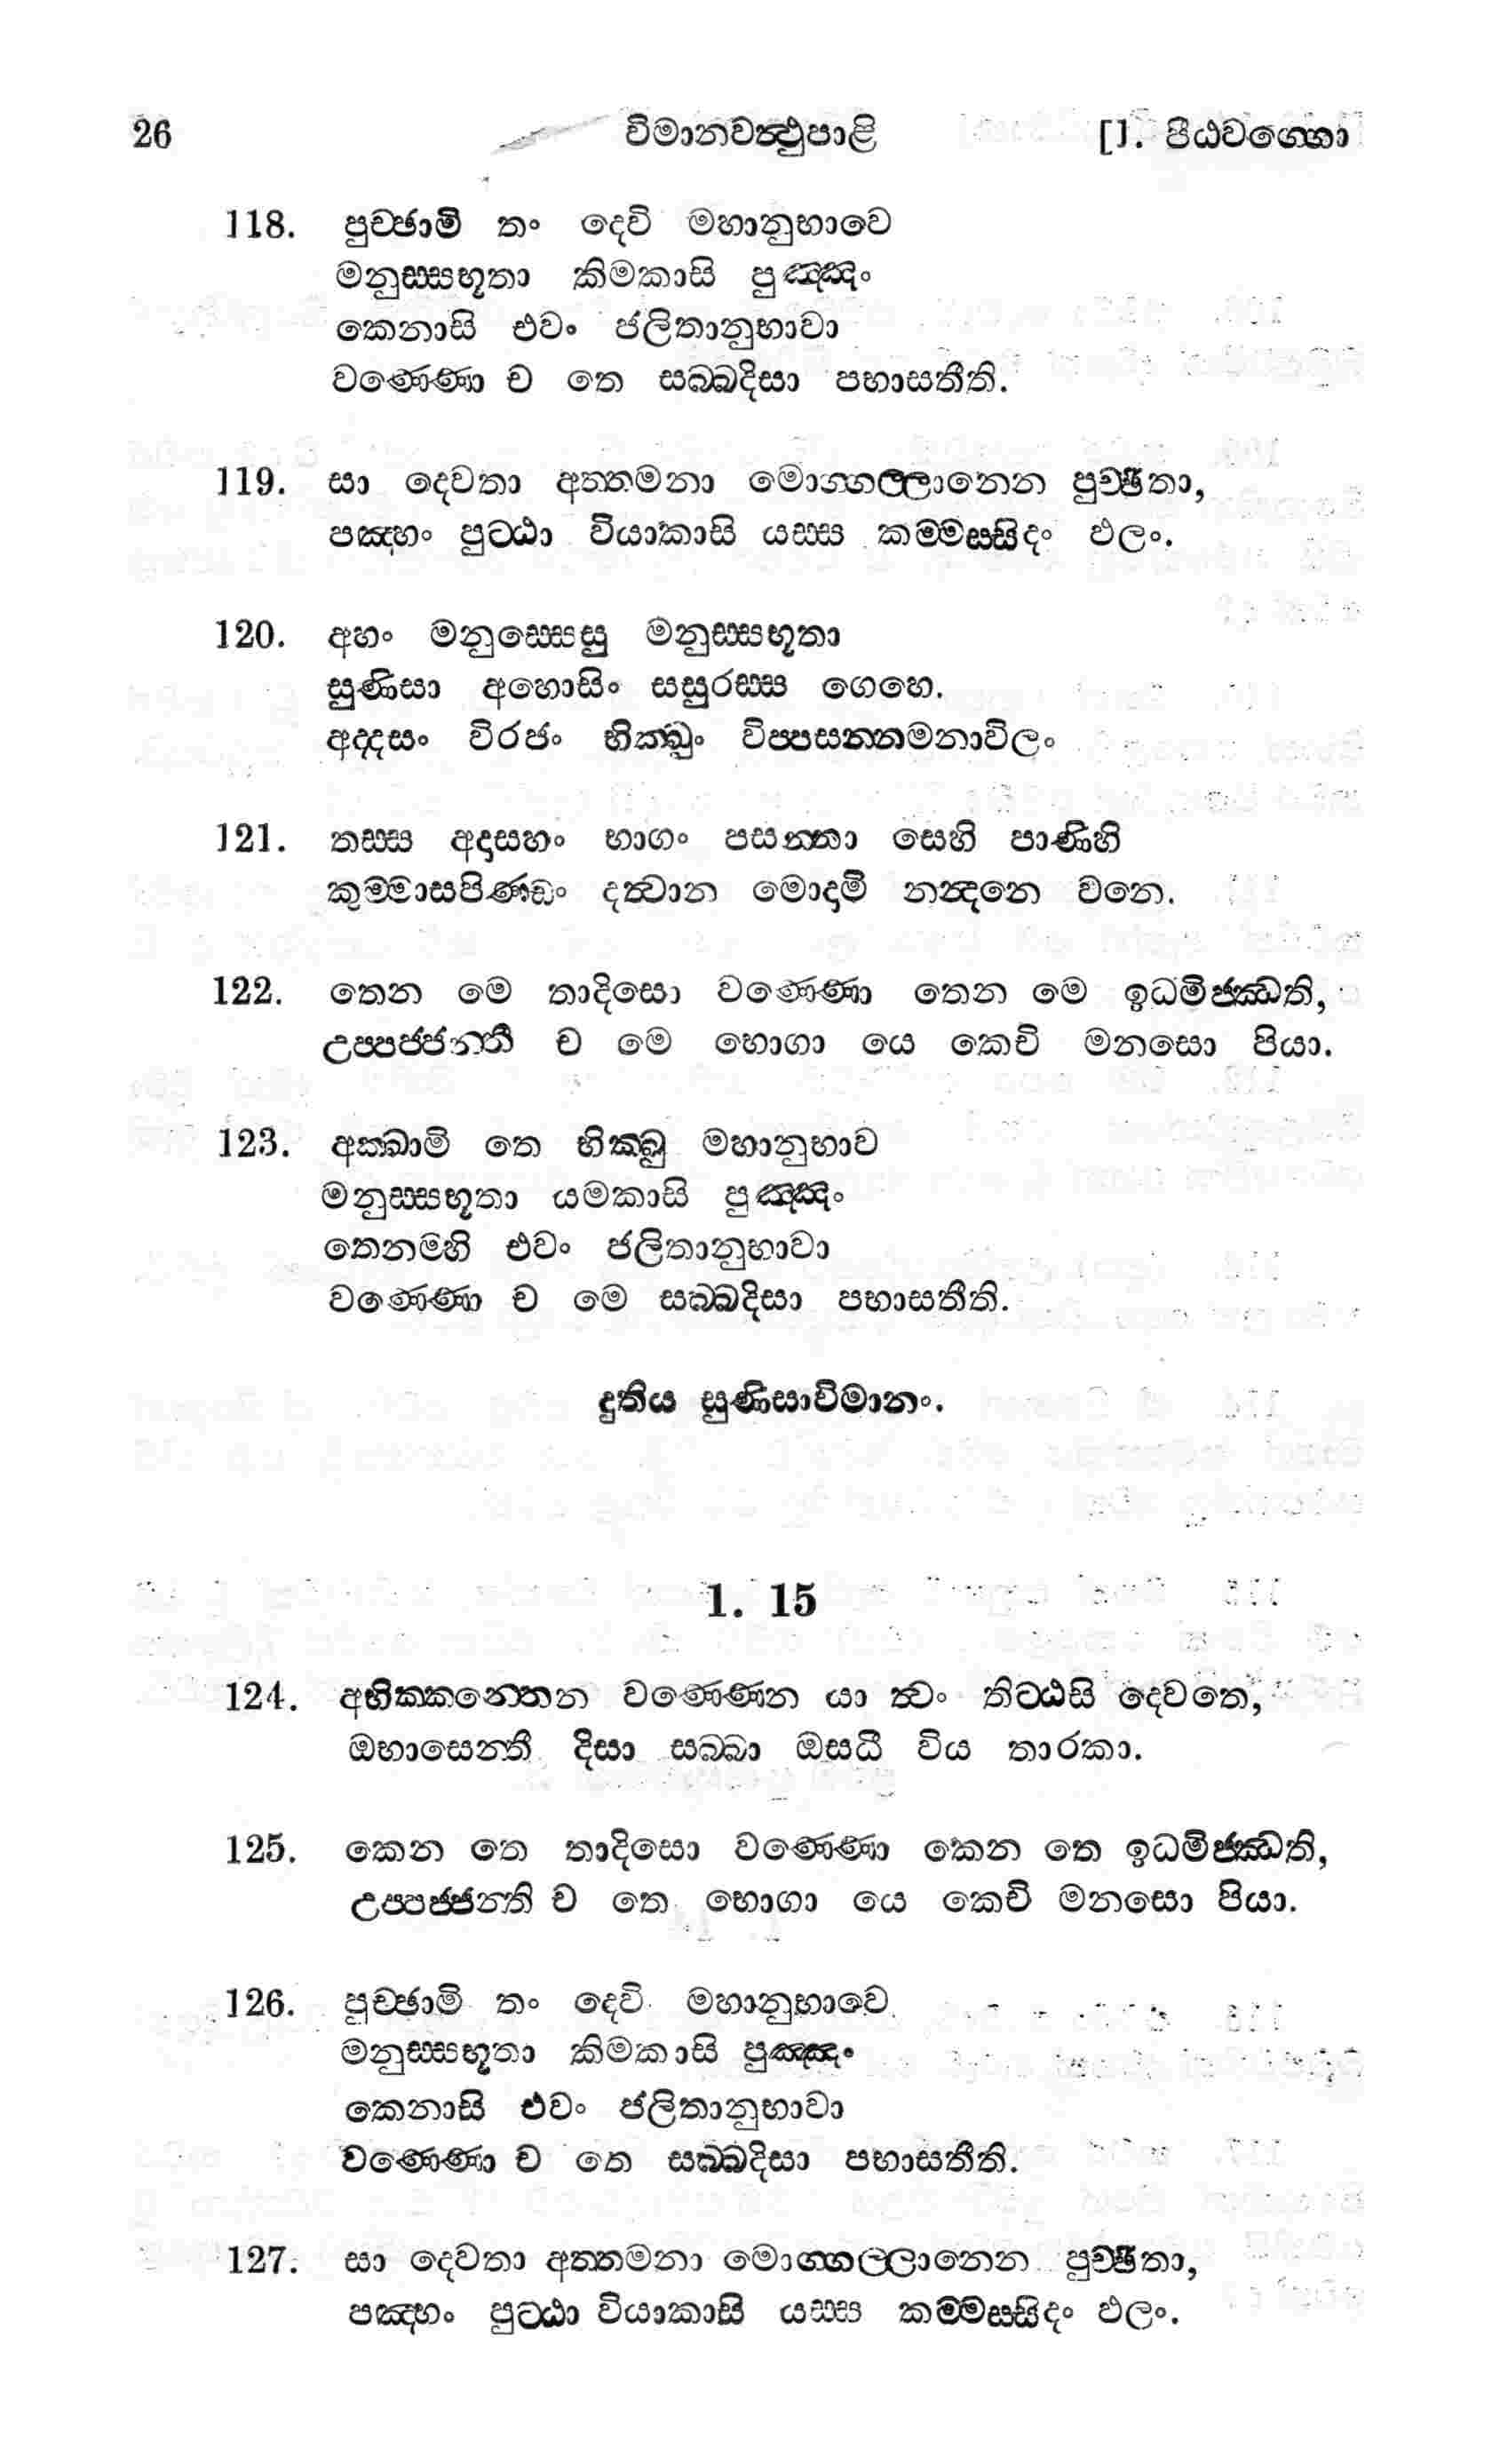 26 විමානවත්‍ථුපාළි [1. පීඨවග්ගො
118. පුච්ඡාමි තං දෙවි මහානුභාවෙ
මනුස්සභූතා කිමකාසි පුඤ්ඤං
කෙනාසි එවං ජලිතානුභාවා
වණ්ණො ච තෙ සබ්බදිසා පභාසතීති.
119. සා දෙවතා අත්තමනා මොග්ගල්ලානෙන පුච්ඡිතා,
පඤ්හං පුට්ඨා වියාකාසි යස්ස කම්මස්සිදං ඵලං.
120. අහං මනුස්සෙසු මනුස්සභූතා
සුණිසා අහොසිං සසුරස්ස ගෙහෙ.
අද්දසං විරජං භික්ඛුං විප්පසන්නමනාවිලං
121. තස්ස අදාසහං භාගං පසන්නා සෙහි පාණිහි
කුම්මාසපිණ්ඩං දත්‍වාන මොදාමි නන්‍දනෙ වනෙ.
122. තෙන මෙ තාදිසො වණ්ණො තෙන මෙ ඉධමිජ්ඣති,
උප්පජ්ජන්තී ච මෙ භොගා යෙ කෙචි මනසො පියා.
123. අක්ඛාමි තෙ භික්ඛු මහානුභාව
මනුස්සභූතා යමකාසි පුඤ්ඤං
තෙනම්හි එවං ජලිතානුභාවා
වණ්ණො ච මෙ සබ්බදිසා පභාසතීති.
දුතිය සුණිසාවිමානං.
1. 15
124. අභික්කන්තෙන වණ්ණෙන යා ත්‍වං තිට්ඨසි දෙවතෙ,
ඔභාසෙන්තී දිසා සබ්බා ඔසධී විය තාරකා.
125. කෙන තෙ තාදිසො වණ්ණො කෙන තෙ ඉධමිජ්ඣති,
උප්පජ්ජන්ති ච තෙ භොගා යෙ කෙචි මනසො පියා.
126. පුච්ඡාමි තං දෙවි මහානුභාවෙ
මනුස්සභූතා කිමකාසි පුඤ්ඤං
කෙනාසි එවං ජලිතානුභාවා
වණ්ණො ච තෙ සබ්බදිසා පභාසතීති.
127. සා දෙවතා අත්තමනා මොග්ගල්ලානෙන පුච්ඡිතා,
පඤ්හං පුට්ඨා වියාකාසි යස්ස කම්මස්සිදං ඵලං.